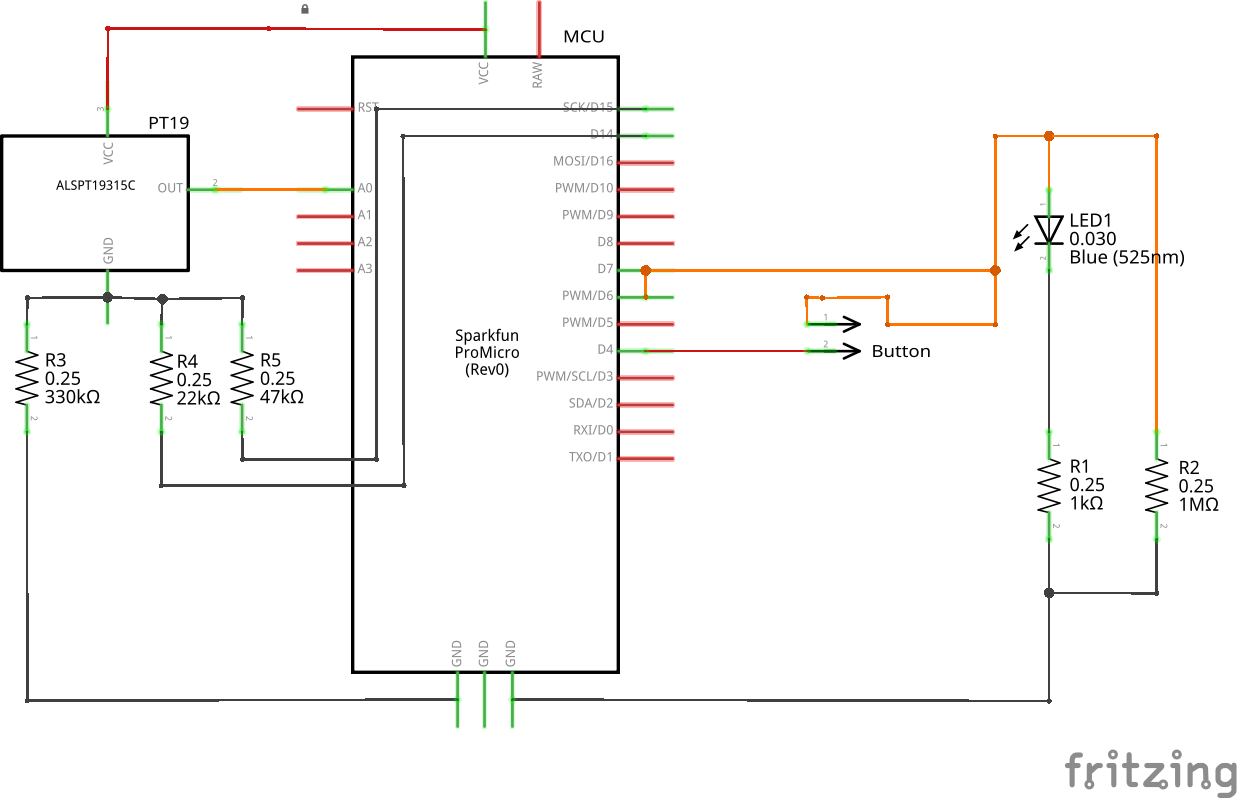 MCU
VCC
RAW
3
PT19
VCC
ALSPT19315C
OUT
2
GND
RST
A0
A1
A2
A3
SCK/D15
D14
MOSI/D16
PWM/D10
PWM/D9
D8
D7
PWM/D6
PWM/D5
D4
PWM/SCL/D3
SDA/D2
RXI/D0
TXO/D1
Sparkfun
ProMicro
(Rev0)
GND
GND
GND
1
R3
0.25
330kΩ
2
1
R4
0.25
22kΩ
2
1
R5
0.25
47kΩ
2
1
2
Button
1
LED1
0.030
Blue (525nm)
2
1
R1
0.25
1kΩ
2
1
R2
0.25
1MΩ
2
fritzing